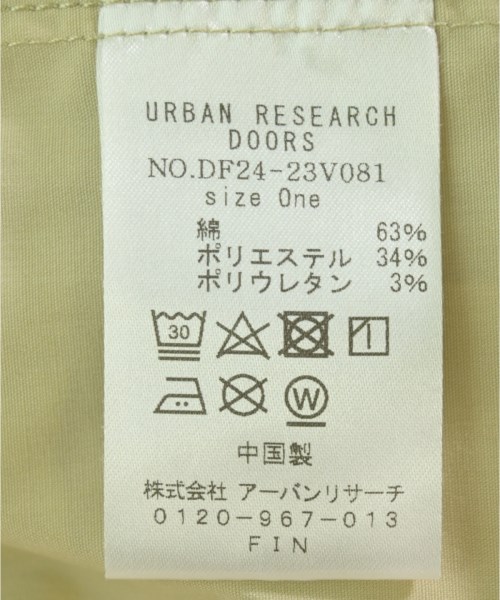 URBAN RESEARCH
DOORS
NO.DF24-23V081
size One
綿 63%
ポリエステル 34%
ポリウレタン 3%
30
W
中国製
株式会社 アーバンリサーチ
0120-967-013
FIN